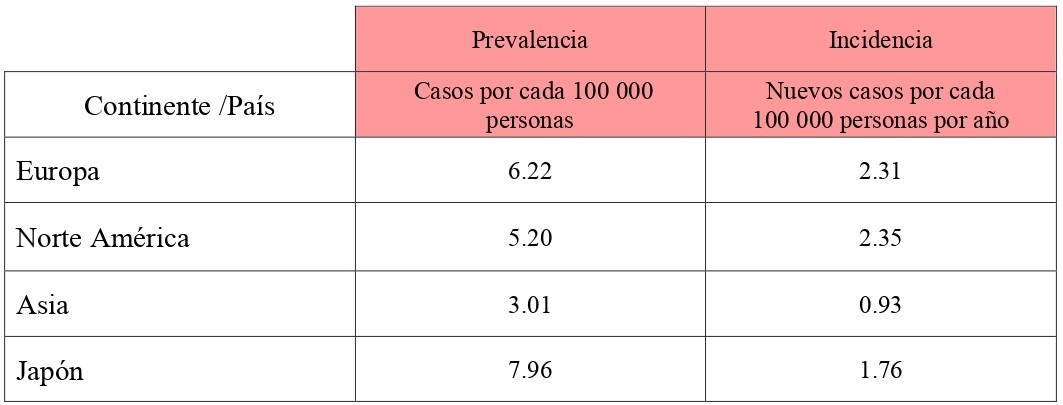 Prevalencia Incidencia
Continente /País
Casos por cada 100 000
personas
Nuevos casos por cada
100 000 personas por año
Europa 6.22 2.31
Norte América 5.20 2.35
Asia 3.01 0.93
Japón 7.96 1.76